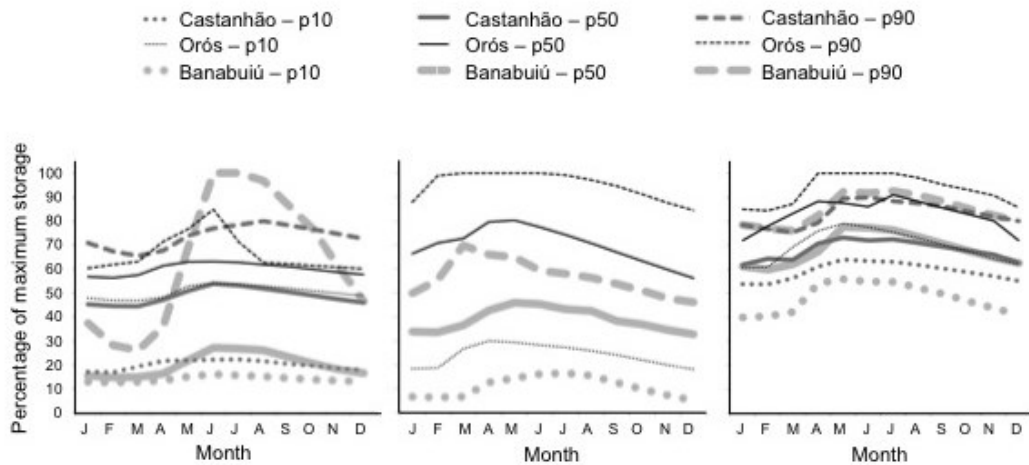 Castanhão – p10 Castanhão – p50 Castanhão – p90
Orós – p10 Orós – p50 Orós – p90
Banabuiú – p10 Banabuiú – p50 Banabuiú – p90
Percentage of maximum storage
100
90
80
70
60
50
40
30
20
10
0
J F M A M J J A S O N D J F M A M J J A S O N D J F M A M J J A S O N D
Month Month Month